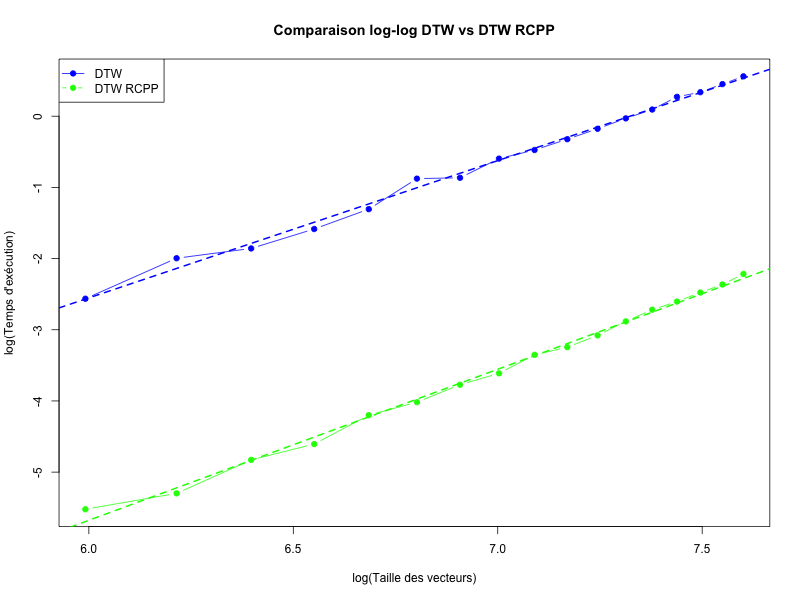 Comparaison log-log DTW vs DTW RCPP
DTW
DTW RCPP
log(Temps d'exécution)
0
-1
-2
-3
-4
-5
6.0 6.5 7.0 7.5
log(Taille des vecteurs)